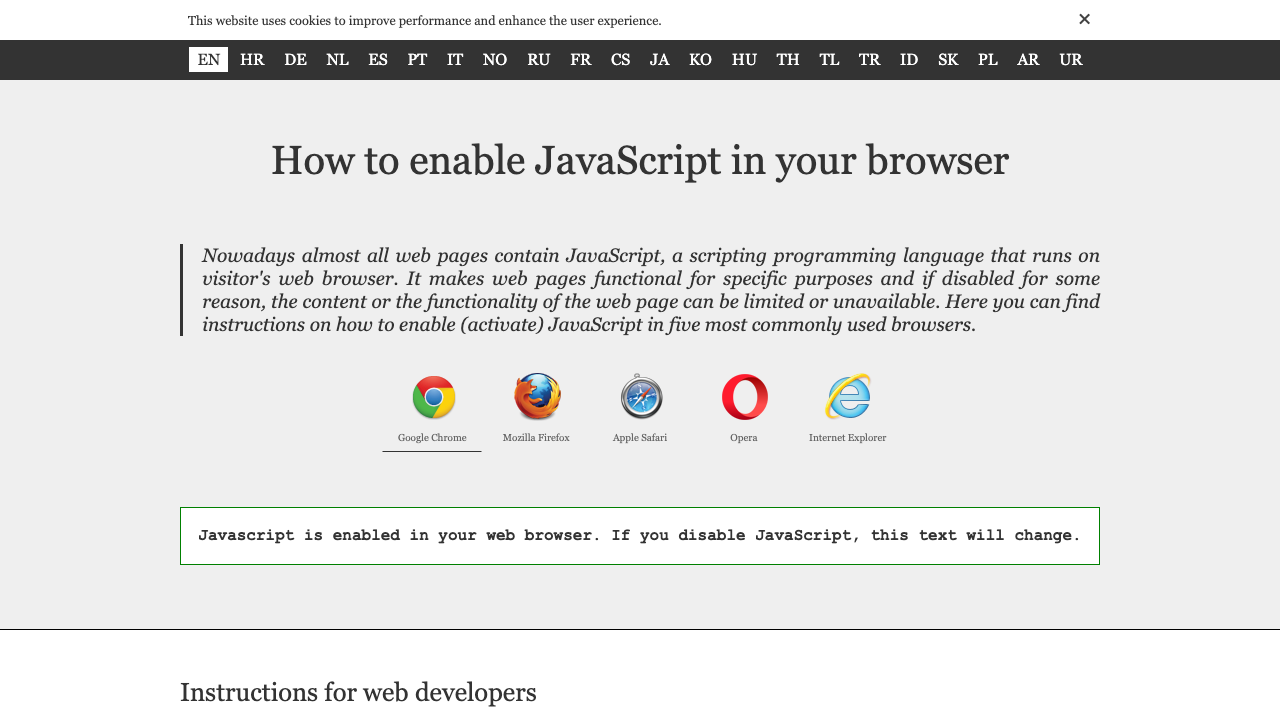 This website uses cookies to improve performance and enhance the user experience. ×
EN HR DE NL ES PT IT NO RU FR CS JA KO HU TH TL TR ID SK PL AR UR
How to enable JavaScript in your browser
Nowadays almost all web pages contain JavaScript, a scripting programming language that runs on
visitor's web browser. It makes web pages functional for specific purposes and if disabled for some
reason, the content or the functionality of the web page can be limited or unavailable. Here you can find
instructions on how to enable (activate) JavaScript in five most commonly used browsers.
Google Chrome Mozilla Firefox Apple Safari Opera Internet Explorer
Javascript is enabled in your web browser. If you disable JavaScript, this text will change.
Instructions for web developers